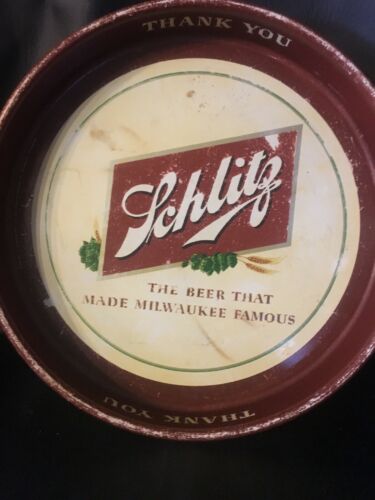 THANK YOU
Schlitz
THE BEER THAT
MADE MILWAUKEE FAMOUS
THANK YOU